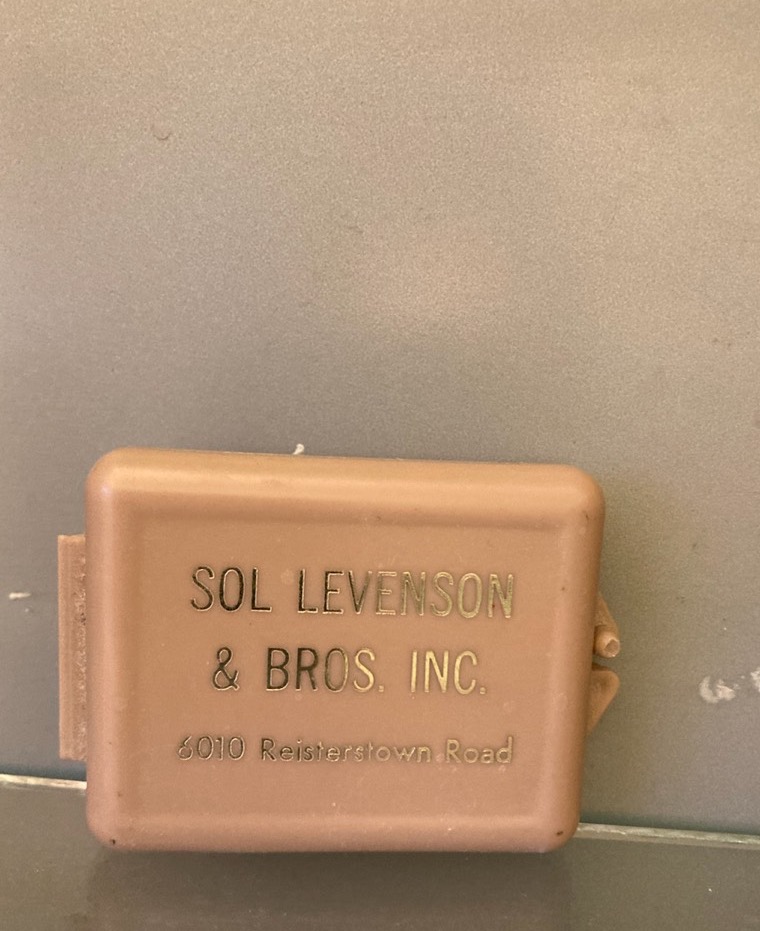 SOL LEVENSON
& BROS. INC.
6010 Reisterstown Road